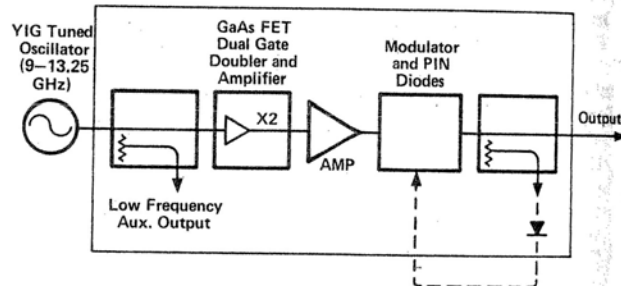 YIG Tuned
Oscillator
(9–13.25
GHz)
GaAs FET
Dual Gate
Doubler and
Amplifier
X2
AMP
Modulator
and PIN
Diodes
Output
Low Frequency
Aux. Output